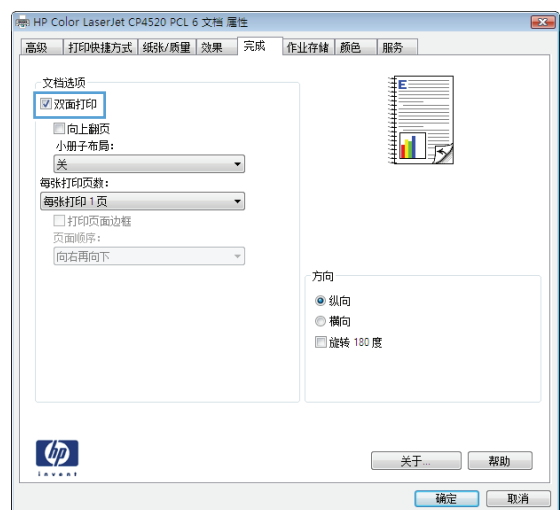 HP Color LaserJet CP4520 PCL 6 文档 属性
高级 打印快捷方式 纸张/质量 效果 完成 作业存储 颜色 服务
文档选项
双面打印
向上翻页
小册子布局:
关
每张打印页数:
每张打印 1 页
打印页面边框
页面顺序:
向右再向下
E
方向
纵向
横向
旋转 180 度
hp
invent
关于...
帮助
确定
取消